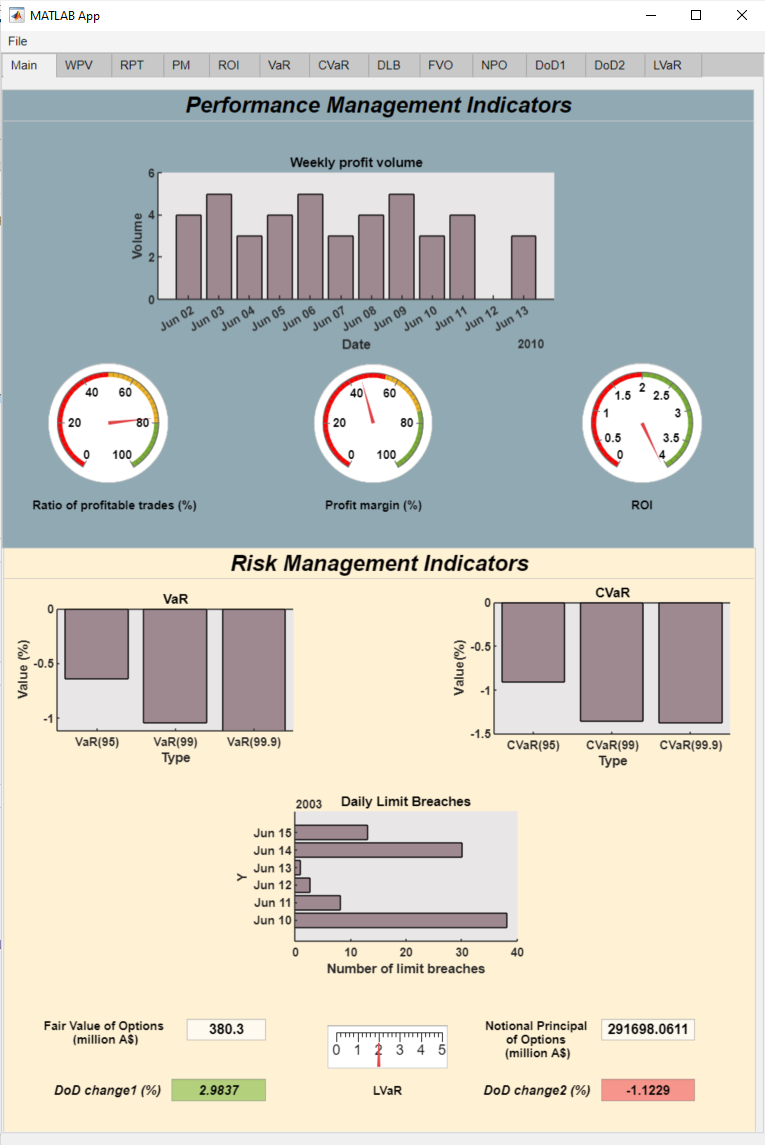 MATLAB App
File
Main WPV RPT PM ROI VaR CVaR DLB FVO NPO DoD1 DoD2 LVaR
Performance Management Indicators
Weekly profit volume
6
4
2
0
Volume
Jun 02 Jun 03 Jun 04 Jun 05 Jun 06 Jun 07 Jun 08 Jun 09 Jun 10 Jun 11 Jun 12 Jun 13
Date
2010
0 20 40 60 80 100
Ratio of profitable trades (%)
0 20 40 60 80 100
Profit margin (%)
0 0.5 1 1.5 2 2.5 3 3.5 4
ROI
Risk Management Indicators
VaR
0
-0.5
-1
Value (%)
VaR(95) VaR(99) VaR(99.9)
Type
CVaR
0
-0.5
-1
-1.5
Value(%)
CVaR(95) CVaR(99) CVaR(99.9)
Type
2003 Daily Limit Breaches
Jun 15
Jun 14
Jun 13
Jun 12
Jun 11
Jun 10
Y
0 10 20 30 40
Number of limit breaches
Fair Value of Options
(million A$)
380.3
0 1 2 3 4 5
LVaR
Notional Principal
of Options
(million A$)
291698.0611
DoD change1 (%) 2.9837
DoD change2 (%) -1.1229